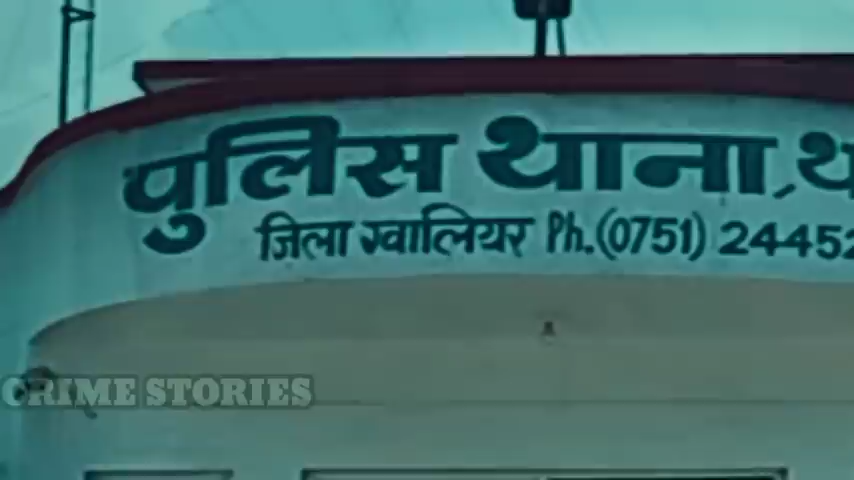 पुलिस थाना, थ
जिला ग्वालियर Ph.(0751) 24452
CRIME STORIES